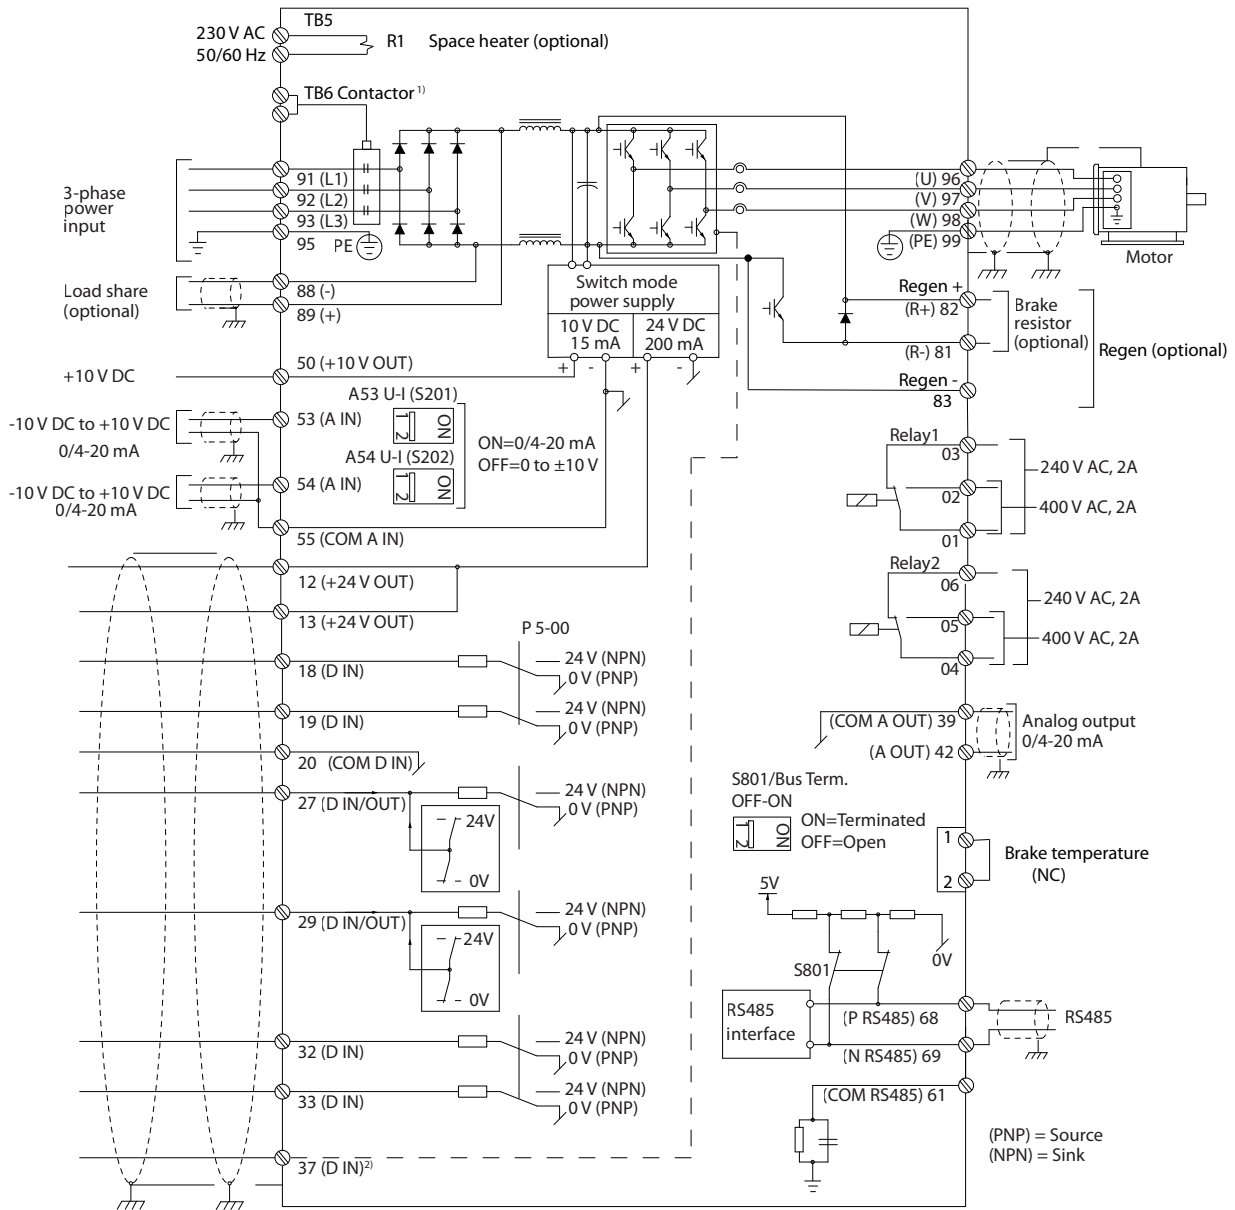 TB5
230 V AC
50/60 Hz
R1
Space heater (optional)
TB6 Contactor 1)
3-phase
power
input
91 (L1)
92 (L2)
93 (L3)
95
PE
(U) 96
(V) 97
(W) 98
(PE) 99
Motor
Load share
(optional)
88 (-)
89 (+)
Switch mode
power supply
10 V DC
15 mA
24 V DC
200 mA
+ - + -
Regen +
(R+) 82
Brake
resistor
(optional)
(R-) 81
Regen (optional)
Regen -
83
+10 V DC
50 (+10 V OUT)
A53 U-I (S201)
1 2
ON
-10 V DC to +10 V DC
0/4-20 mA
53 (A IN)
ON=0/4-20 mA
OFF=0 to ±10 V
A54 U-I (S202)
1 2
ON
-10 V DC to +10 V DC
0/4-20 mA
54 (A IN)
55 (COM A IN)
Relay1
03
240 V AC, 2A
02
400 V AC, 2A
01
Relay2
06
240 V AC, 2A
05
400 V AC, 2A
04
12 (+24 V OUT)
13 (+24 V OUT)
P 5-00
18 (D IN)
24 V (NPN)
0 V (PNP)
19 (D IN)
24 V (NPN)
0 V (PNP)
20 (COM D IN)
27 (D IN/OUT)
24 V (NPN)
0 V (PNP)
24V
0V
29 (D IN/OUT)
24 V (NPN)
0 V (PNP)
24V
0V
32 (D IN)
24 V (NPN)
0 V (PNP)
33 (D IN)
24 V (NPN)
0 V (PNP)
37 (D IN) 2)
(COM A OUT) 39
(A OUT) 42
Analog output
0/4-20 mA
S801/Bus Term.
OFF-ON
1 2
ON
ON=Terminated
OFF=Open
1
2
Brake temperature
(NC)
5V
0V
S801
RS485
interface
(P RS485) 68
(N RS485) 69
RS485
(COM RS485) 61
(PNP) = Source
(NPN) = Sink